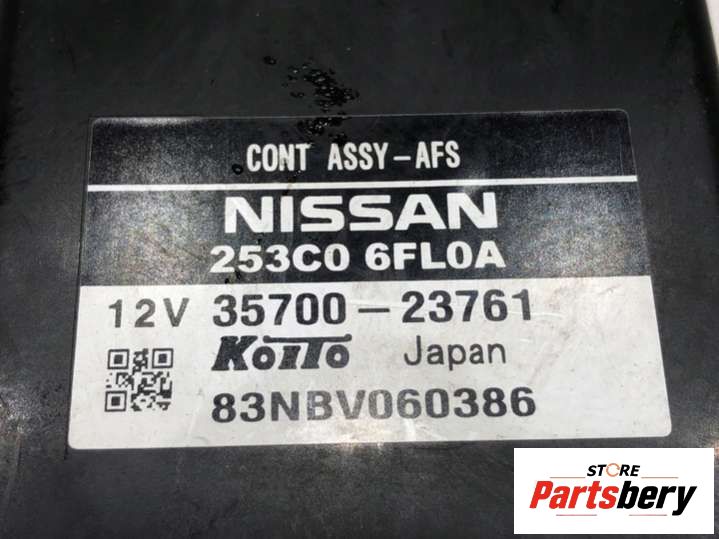 CONT ASSY-AFS
NISSAN
253C0 6FL0A
12V 35700-23761
KOITO Japan
83NBV060386
STORE
Partsbery